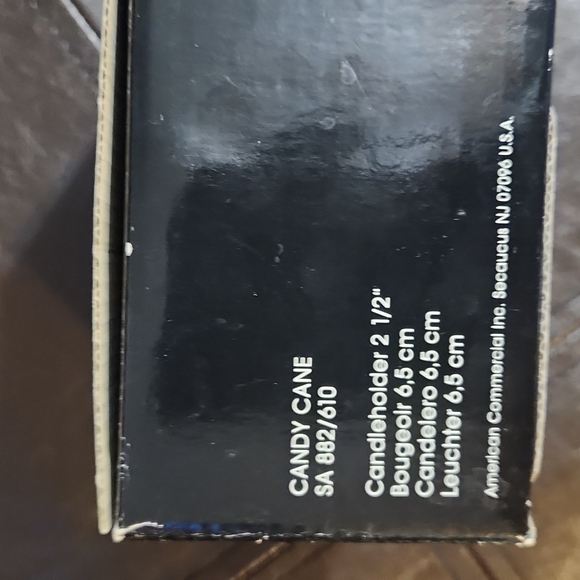 CANDY CANE
SA 882/610
Candleholder 2 1/2"
Bougeoir 6,5 cm
Candelero 6,5 cm
Leuchter 6,5 cm
American Commercial Inc. Secaucus NJ 07096 U.S.A.